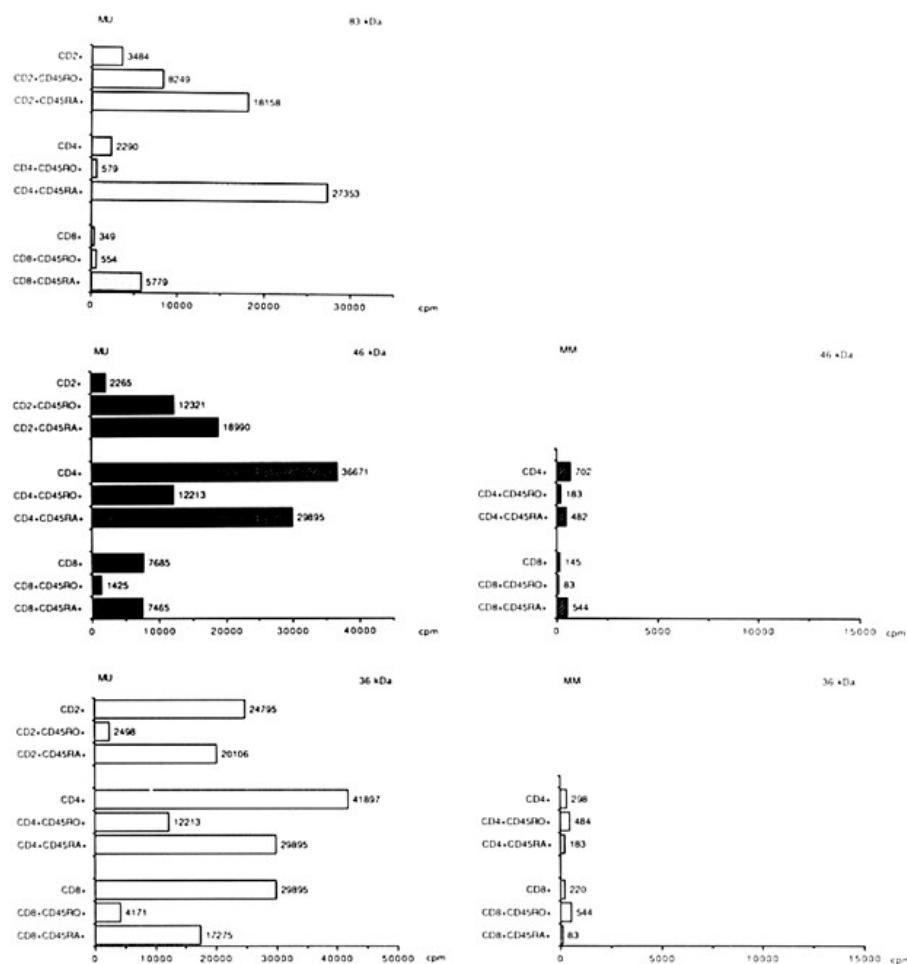 MU 83 kDa
CD2+ 3484
CD2+CD45RO+ 8249
CD2+CD45RA+ 18158
CD4+ 2290
CD4+CD45RO+ 579
CD4+CD45RA+ 27353
CD8+ 349
CD8+CD45RO+ 554
CD8+CD45RA+ 5779
0 10000 20000 30000 cpm
MU 46 kDa
CD2+ 2265
CD2+CD45RO+ 12321
CD2+CD45RA+ 18990
CD4+ 36671
CD4+CD45RO+ 12213
CD4+CD45RA+ 29895
CD8+ 7685
CD8+CD45RO+ 1425
CD8+CD45RA+ 7465
0 10000 20000 30000 40000 cpm
MM 46 kDa
CD4+ 702
CD4+CD45RO+ 183
CD4+CD45RA+ 482
CD8+ 145
CD8+CD45RO+ 83
CD8+CD45RA+ 544
0 5000 10000 15000 cpm
MU 36 kDa
CD2+ 24795
CD2+CD45RO+ 2498
CD2+CD45RA+ 20106
CD4+ 41897
CD4+CD45RO+ 12213
CD4+CD45RA+ 29895
CD8+ 29895
CD8+CD45RO+ 4171
CD8+CD45RA+ 17275
0 10000 20000 30000 40000 50000 cpm
MM 36 kDa
CD4+ 298
CD4+CD45RO+ 484
CD4+CD45RA+ 183
CD8+ 220
CD8+CD45RO+ 544
CD8+CD45RA+ 83
0 5000 10000 15000 cpm